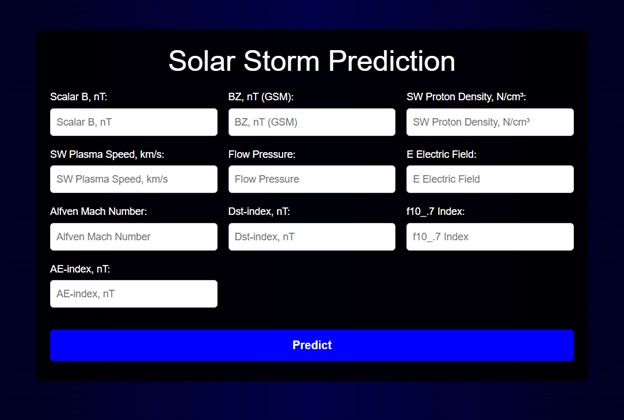 Solar Storm Prediction
Scalar B, nT: BZ, nT (GSM): SW Proton Density, N/cm³:
Scalar B, nT BZ, nT (GSM) SW Proton Density, N/cm³
SW Plasma Speed, km/s: Flow Pressure: E Electric Field:
SW Plasma Speed, km/s Flow Pressure E Electric Field
Alfven Mach Number: Dst-index, nT: f10_.7 Index:
Alfven Mach Number Dst-index, nT f10_.7 Index
AE-index, nT:
AE-index, nT
Predict